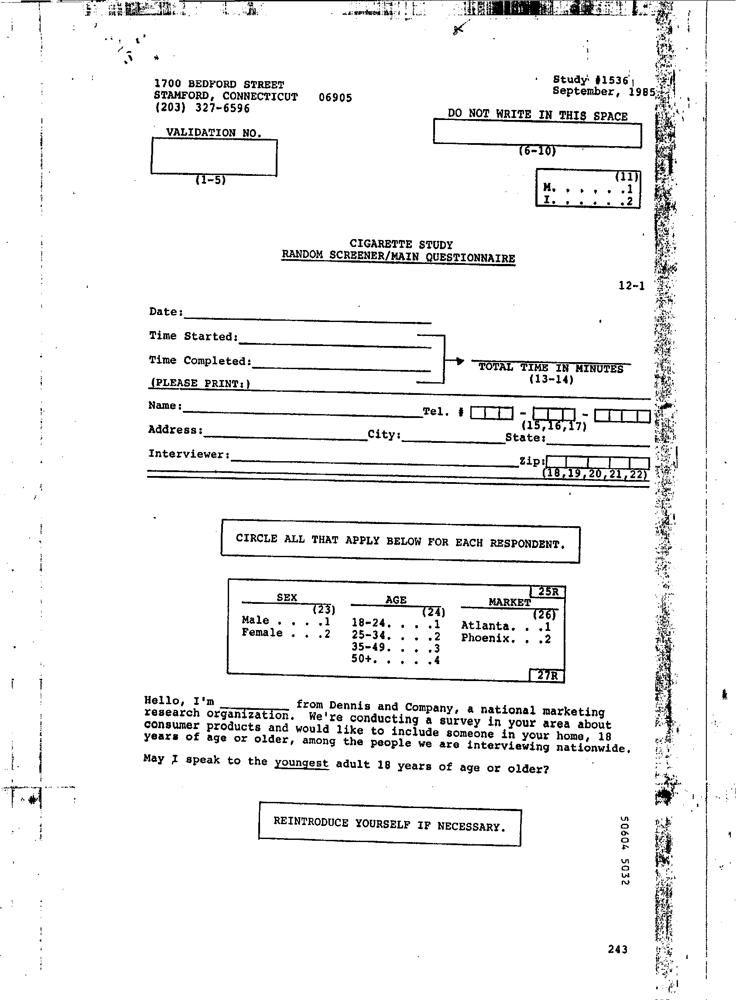 1700 BEDFORD STREET
STAMFORD, CONNECTICUT 06905
(203) 327-6596
Study #1536
September, 1985
DO NOT WRITE IN THIS SPACE
VALIDATION NO.
(6-10)
(1-5)
(11)
M. . . . . .1
I. . . . . .2
CIGARETTE STUDY
RANDOM SCREENER/MAIN QUESTIONNAIRE
12-1
Date:
Time Started:
Time Completed:
TOTAL TIME IN MINUTES
(13-14)
(PLEASE PRINT:)
Name: Tel. # - -
(15,16,17)
Address: City: State:
Interviewer: Zip:
(18,19,20,21,22)
CIRCLE ALL THAT APPLY BELOW FOR EACH RESPONDENT.
25R
SEX AGE MARKET
(23) (24) (26)
Male . . . .1 18-24. . . .1 Atlanta. . .1
Female . . .2 25-34. . . .2 Phoenix. . .2
35-49. . . .3
50+. . . . .4
27R
Hello, I'm __________ from Dennis and Company, a national marketing
research organization. We're conducting a survey in your area about
consumer products and would like to include someone in your home, 18
years of age or older, among the people we are interviewing nationwide.
May I speak to the youngest adult 18 years of age or older?
REINTRODUCE YOURSELF IF NECESSARY.
50604 5032
243